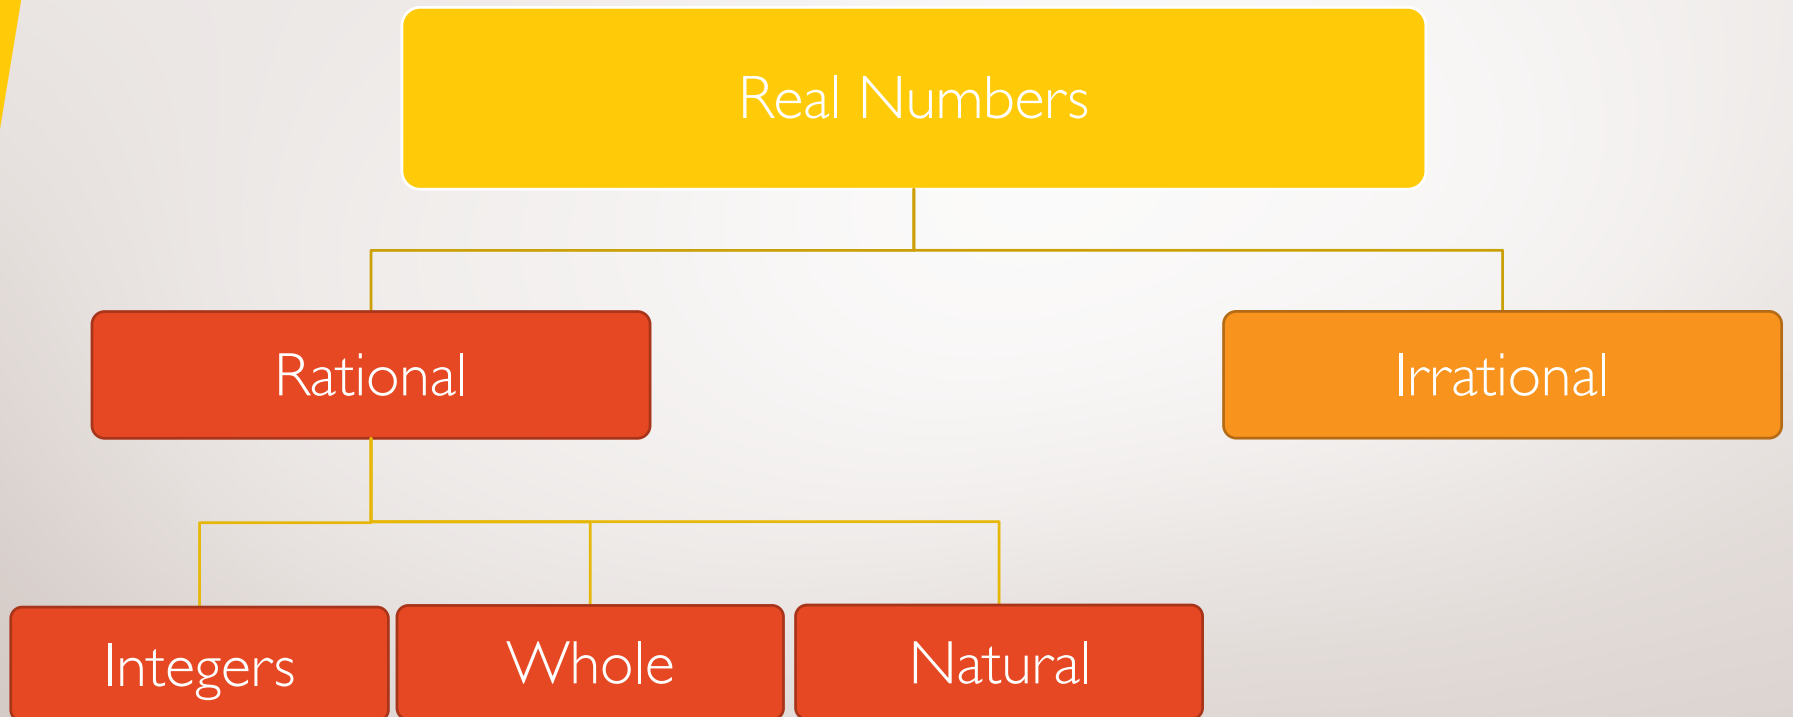 Real Numbers
Rational
Irrational
Integers
Whole
Natural